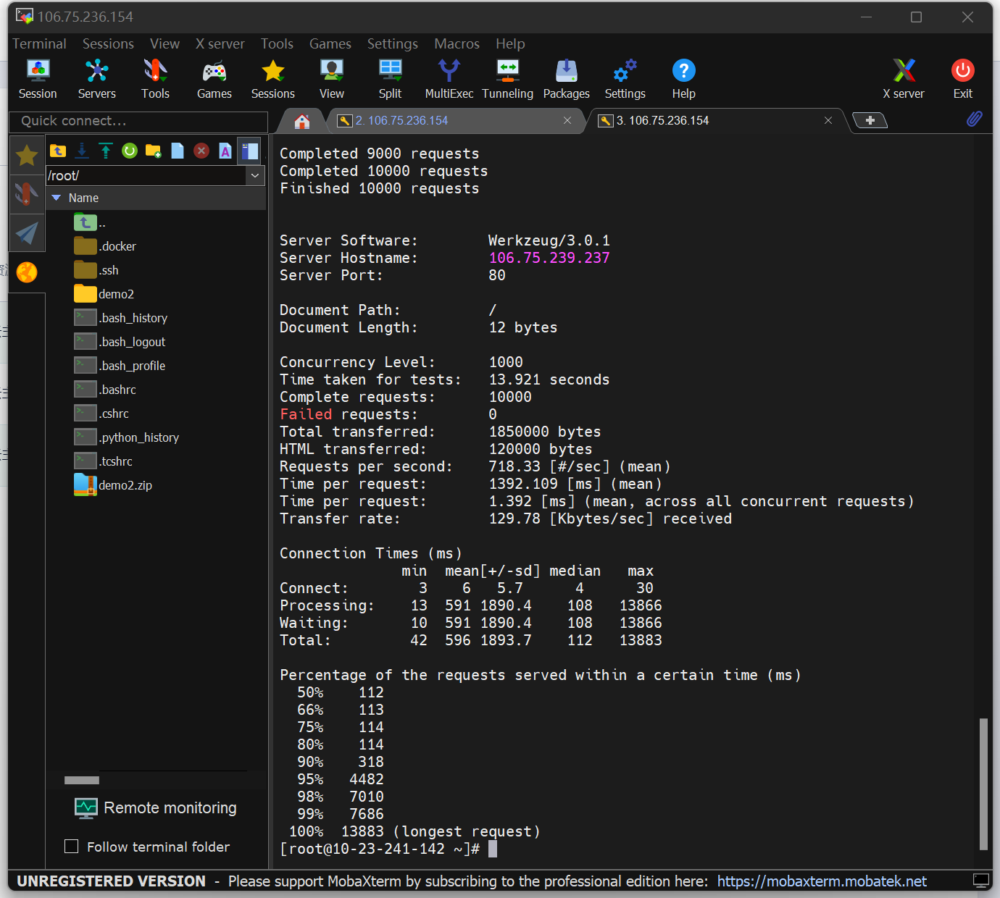 106.75.236.154
Terminal Sessions View X server Tools Games Settings Macros Help
Session Servers Tools Games Sessions View Split MultiExec Tunneling Packages Settings Help X server Exit
Quick connect...
2. 106.75.236.154
3. 106.75.236.154
/root/
Name
..
.docker
.ssh
demo2
.bash_history
.bash_logout
.bash_profile
.bashrc
.cshrc
.python_history
.tcshrc
demo2.zip
Remote monitoring
Follow terminal folder
Completed 9000 requests
Completed 10000 requests
Finished 10000 requests
Server Software: Werkzeug/3.0.1
Server Hostname: 106.75.239.237
Server Port: 80
Document Path: /
Document Length: 12 bytes
Concurrency Level: 1000
Time taken for tests: 13.921 seconds
Complete requests: 10000
Failed requests: 0
Total transferred: 1850000 bytes
HTML transferred: 120000 bytes
Requests per second: 718.33 [#/sec] (mean)
Time per request: 1392.109 [ms] (mean)
Time per request: 1.392 [ms] (mean, across all concurrent requests)
Transfer rate: 129.78 [Kbytes/sec] received
Connection Times (ms)
min mean[+/-sd] median max
Connect: 3 6 5.7 4 30
Processing: 13 591 1890.4 108 13866
Waiting: 10 591 1890.4 108 13866
Total: 42 596 1893.7 112 13883
Percentage of the requests served within a certain time (ms)
50% 112
66% 113
75% 114
80% 114
90% 318
95% 4482
98% 7010
99% 7686
100% 13883 (longest request)
[root@10-23-241-142 ~]#
UNREGISTERED VERSION - Please support MobaXterm by subscribing to the professional edition here: https://mobaxterm.mobatek.net